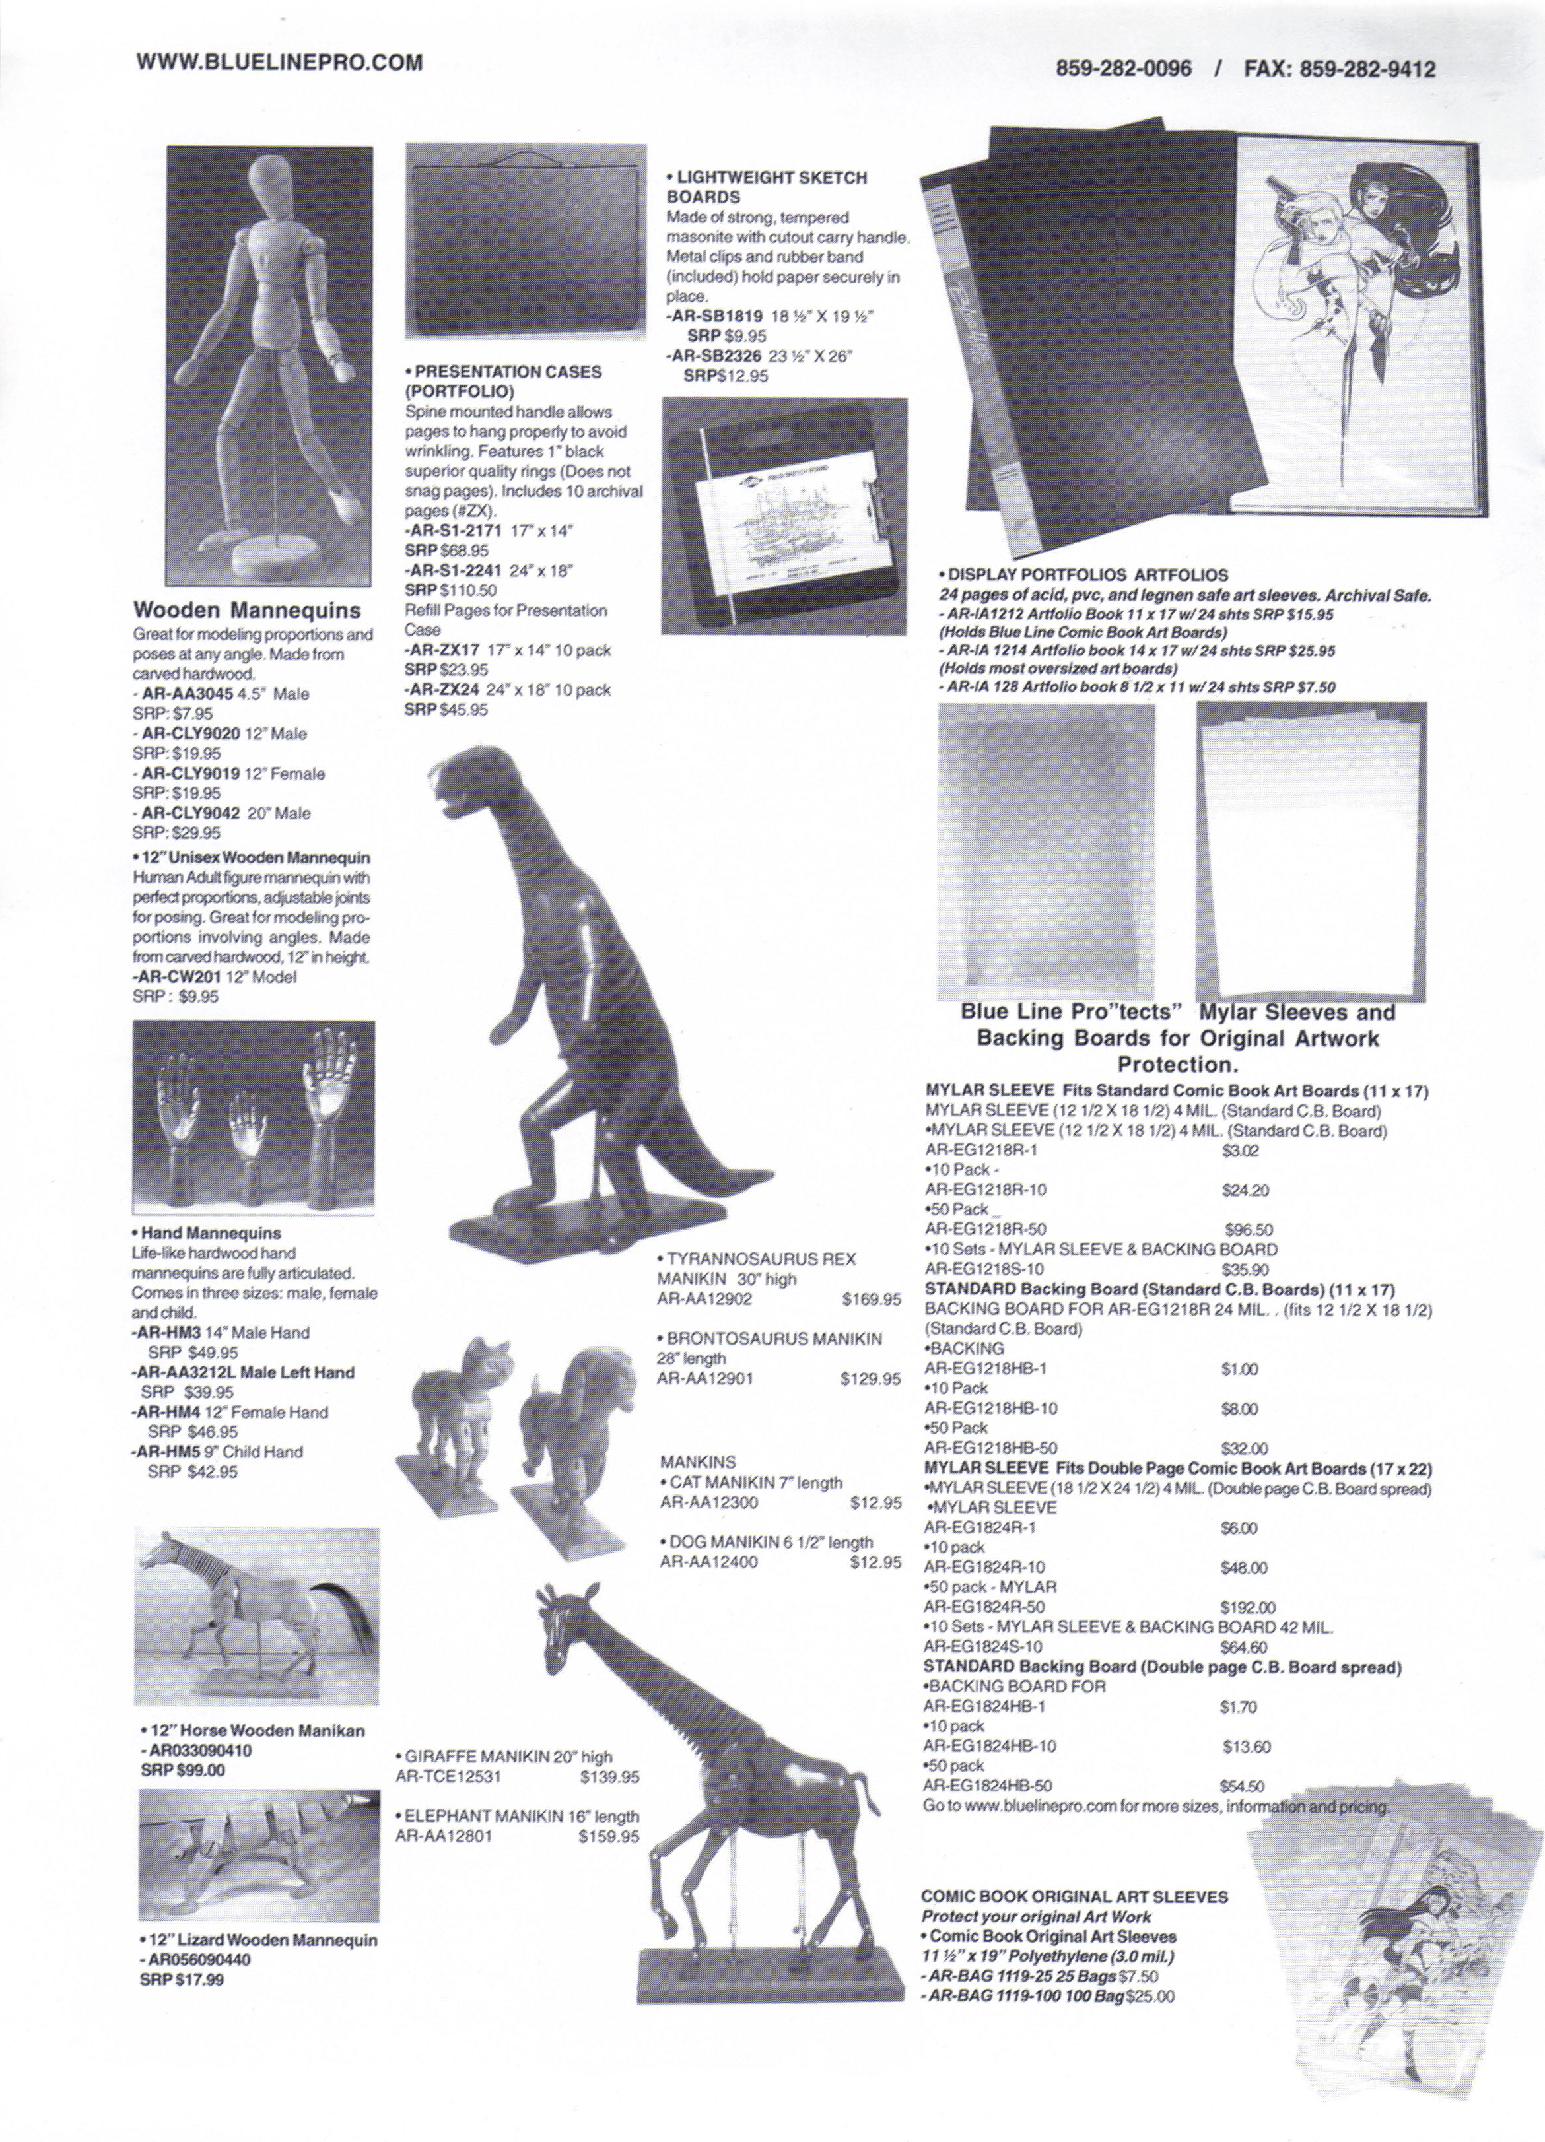 WWW.BLUELINEPRO.COM
859-282-0096 / FAX: 859-282-9412
Wooden Mannequins
Great for modeling proportions and
poses at any angle. Made from
carved hardwood.
- AR-AA3045 4.5" Male
SRP: $7.95
- AR-CLY9020 12" Male
SRP: $19.95
- AR-CLY9019 12" Female
SRP: $19.95
- AR-CLY9042 20" Male
SRP: $29.95
• 12" Unisex Wooden Mannequin
Human Adult figure mannequin with
perfect proportions, adjustable joints
for posing. Great for modeling pro-
portions involving angles. Made
from carved hardwood, 12" in height.
-AR-CW201 12" Model
SRP: $9.95
• Hand Mannequins
Life-like hardwood hand
mannequins are fully articulated.
Comes in three sizes: male, female
and child.
-AR-HM3 14" Male Hand
SRP $49.95
-AR-AA3212L Male Left Hand
SRP $39.95
-AR-HM4 12" Female Hand
SRP $46.95
-AR-HM5 9" Child Hand
SRP $42.95
• 12" Horse Wooden Manikan
- AR033090410
SRP $99.00
• 12" Lizard Wooden Mannequin
- AR056090440
SRP $17.99
• PRESENTATION CASES
(PORTFOLIO)
Spine mounted handle allows
pages to hang properly to avoid
wrinkling. Features 1" black
superior quality rings (Does not
snag pages). Includes 10 archival
pages (#ZX).
-AR-S1-2171 17" x 14"
SRP $68.95
-AR-S1-2241 24" x 18"
SRP $110.50
Refill Pages for Presentation
Case
-AR-ZX17 17" x 14" 10 pack
SRP $23.95
-AR-ZX24 24" x 18" 10 pack
SRP $45.95
• LIGHTWEIGHT SKETCH
BOARDS
Made of strong, tempered
masonite with cutout carry handle.
Metal clips and rubber band
(included) hold paper securely in
place.
-AR-SB1819 18 ½" X 19 ½"
SRP $9.95
-AR-SB2326 23 ½" X 26"
SRP$12.95
• TYRANNOSAURUS REX
MANIKIN 30" high
AR-AA12902 $169.95
• BRONTOSAURUS MANIKIN
28" length
AR-AA12901 $129.95
MANKINS
• CAT MANIKIN 7" length
AR-AA12300 $12.95
• DOG MANIKIN 6 1/2" length
AR-AA12400 $12.95
• GIRAFFE MANIKIN 20" high
AR-TCE12531 $139.95
• ELEPHANT MANIKIN 16" length
AR-AA12801 $159.95
• DISPLAY PORTFOLIOS ARTFOLIOS
24 pages of acid, pvc, and legnen safe art sleeves. Archival Safe.
- AR-IA1212 Artfolio Book 11 x 17 w/ 24 shts SRP $15.95
(Holds Blue Line Comic Book Art Boards)
- AR-IA 1214 Artfolio book 14 x 17 w/ 24 shts SRP $25.95
(Holds most oversized art boards)
- AR-IA 128 Artfolio book 8 1/2 x 11 w/ 24 shts SRP $7.50
Blue Line Pro"tects" Mylar Sleeves and
Backing Boards for Original Artwork
Protection.
MYLAR SLEEVE Fits Standard Comic Book Art Boards (11 x 17)
MYLAR SLEEVE (12 1/2 X 18 1/2) 4 MIL. (Standard C.B. Board)
•MYLAR SLEEVE (12 1/2 X 18 1/2) 4 MIL. (Standard C.B. Board)
AR-EG1218R-1 $3.02
•10 Pack -
AR-EG1218R-10 $24.20
•50 Pack _
AR-EG1218R-50 $96.50
•10 Sets - MYLAR SLEEVE & BACKING BOARD
AR-EG1218S-10 $35.90
STANDARD Backing Board (Standard C.B. Boards) (11 x 17)
BACKING BOARD FOR AR-EG1218R 24 MIL. . (fits 12 1/2 X 18 1/2)
(Standard C.B. Board)
•BACKING
AR-EG1218HB-1 $1.00
•10 Pack
AR-EG1218HB-10 $8.00
•50 Pack
AR-EG1218HB-50 $32.00
MYLAR SLEEVE Fits Double Page Comic Book Art Boards (17 x 22)
•MYLAR SLEEVE (18 1/2 X 24 1/2) 4 MIL. (Double page C.B. Board spread)
•MYLAR SLEEVE
AR-EG1824R-1 $6.00
•10 pack
AR-EG1824R-10 $48.00
•50 pack - MYLAR
AR-EG1824R-50 $192.00
•10 Sets - MYLAR SLEEVE & BACKING BOARD 42 MIL.
AR-EG1824S-10 $64.60
STANDARD Backing Board (Double page C.B. Board spread)
•BACKING BOARD FOR
AR-EG1824HB-1 $1.70
•10 pack
AR-EG1824HB-10 $13.60
•50 pack
AR-EG1824HB-50 $54.50
Go to www.bluelinepro.com for more sizes, information and pricing.
COMIC BOOK ORIGINAL ART SLEEVES
Protect your original Art Work
• Comic Book Original Art Sleeves
11 ½" x 19" Polyethylene (3.0 mil.)
- AR-BAG 1119-25 25 Bags $7.50
- AR-BAG 1119-100 100 Bag $25.00